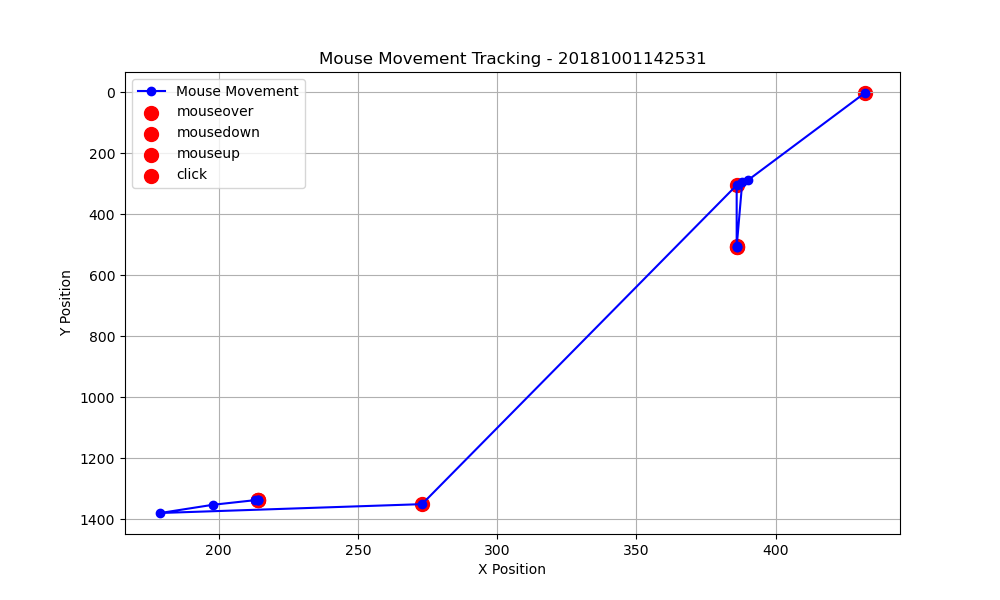 Mouse Movement Tracking - 20181001142531
Mouse Movement
mouseover
mousedown
mouseup
click
0
200
400
600
800
1000
1200
1400
Y Position
200
250
300
350
400
X Position